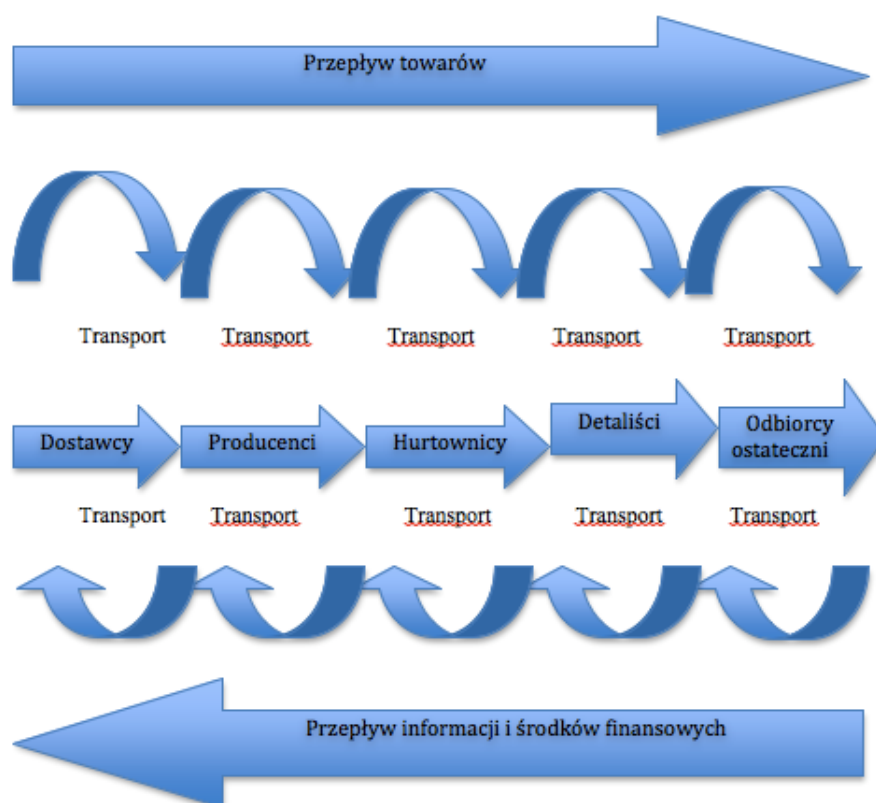 Przepływ towarów
Transport Transport Transport Transport Transport
Dostawcy Producenci Hurtownicy Detaliści Odbiorcy
ostateczni
Transport Transport Transport Transport Transport
Przepływ informacji i środków finansowych